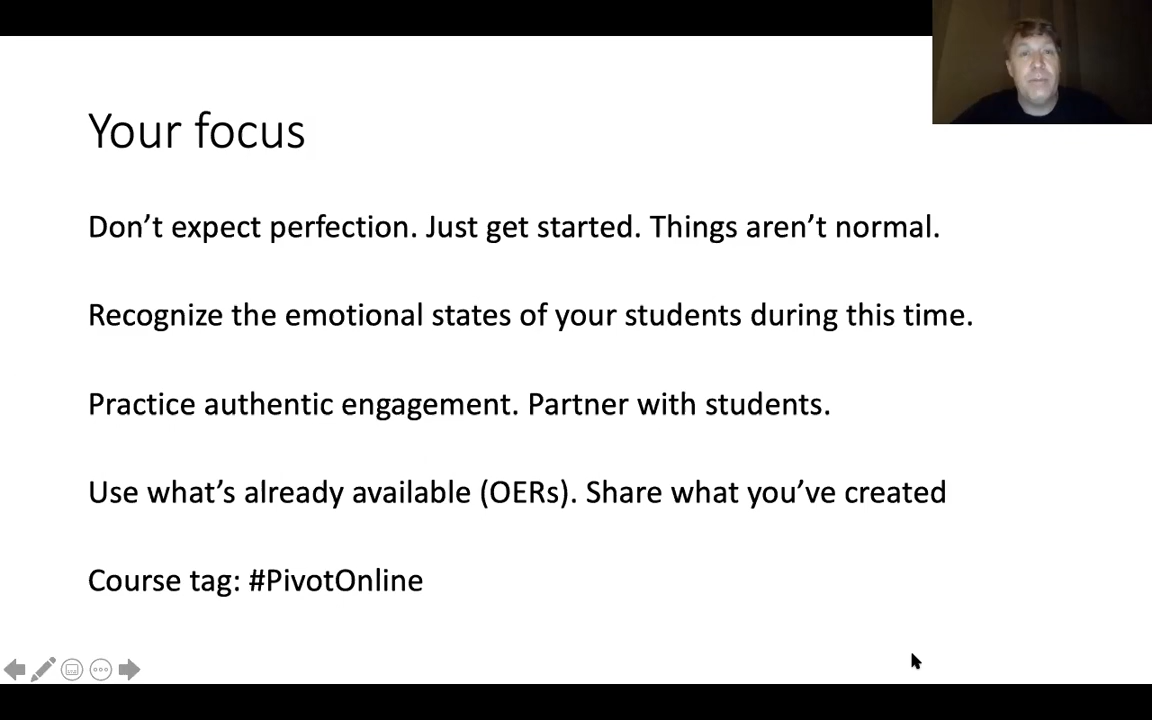 Your focus
Don’t expect perfection. Just get started. Things aren’t normal.
Recognize the emotional states of your students during this time.
Practice authentic engagement. Partner with students.
Use what’s already available (OERs). Share what you’ve created
Course tag: #PivotOnline